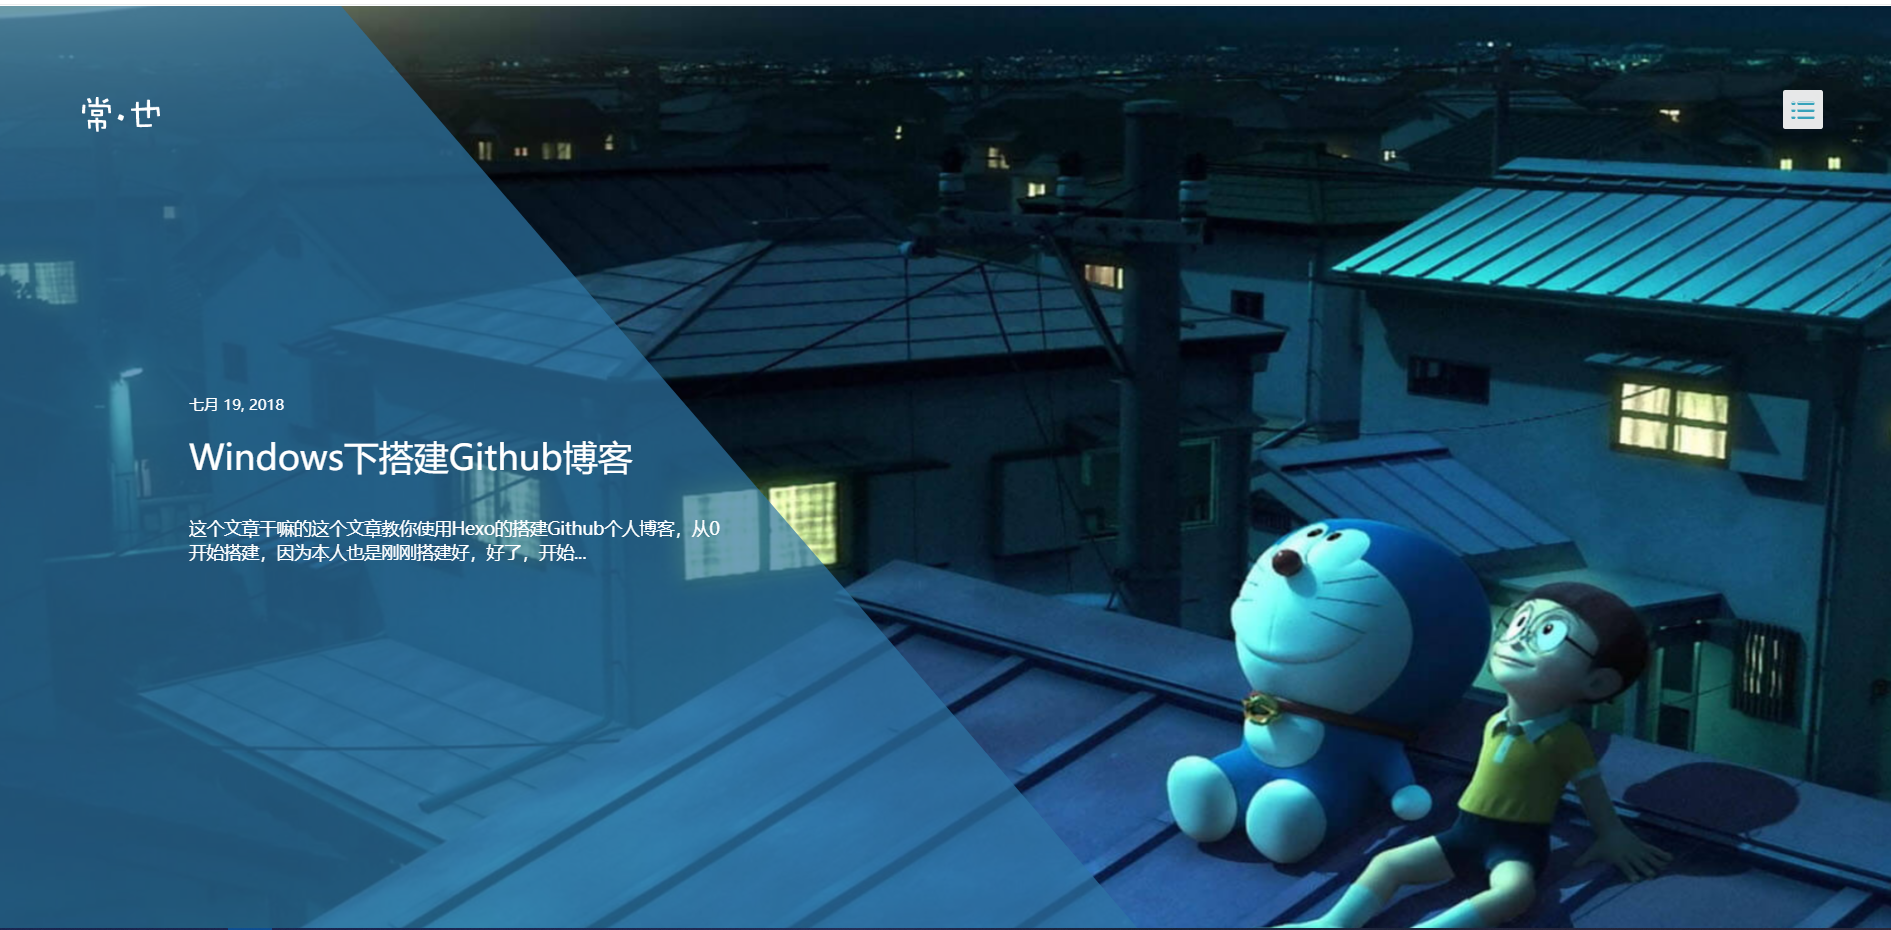 常·也
七月 19, 2018
Windows下搭建Github博客
这个文章干嘛的这个文章教你使用Hexo的搭建Github个人博客，从0
开始搭建，因为本人也是刚刚搭建好，好了，开始...